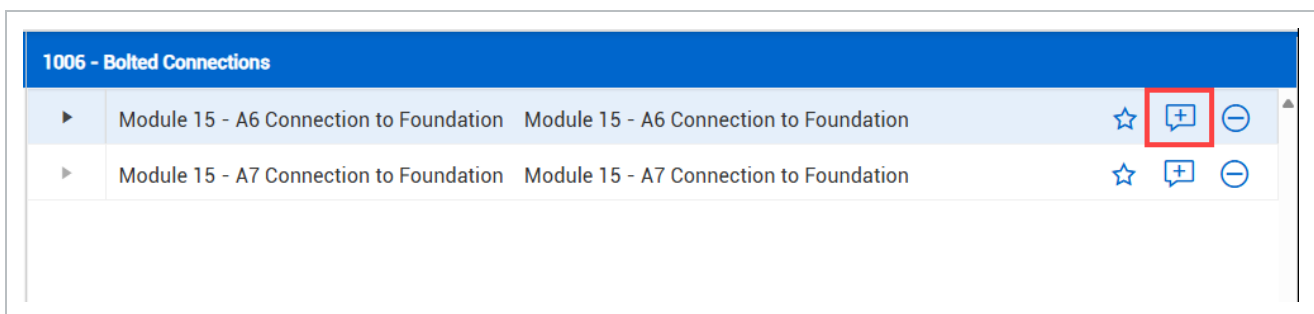 1006 - Bolted Connections
Module 15 - A6 Connection to Foundation Module 15 - A6 Connection to Foundation
Module 15 - A7 Connection to Foundation Module 15 - A7 Connection to Foundation